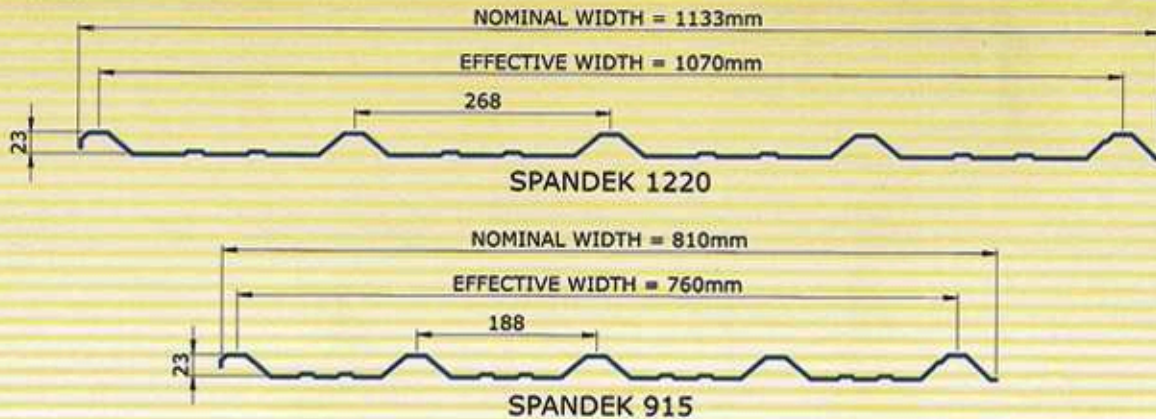 NOMINAL WIDTH = 1133mm
EFFECTIVE WIDTH = 1070mm
268
23
SPANDEK 1220
NOMINAL WIDTH = 810mm
EFFECTIVE WIDTH = 760mm
188
23
SPANDEK 915